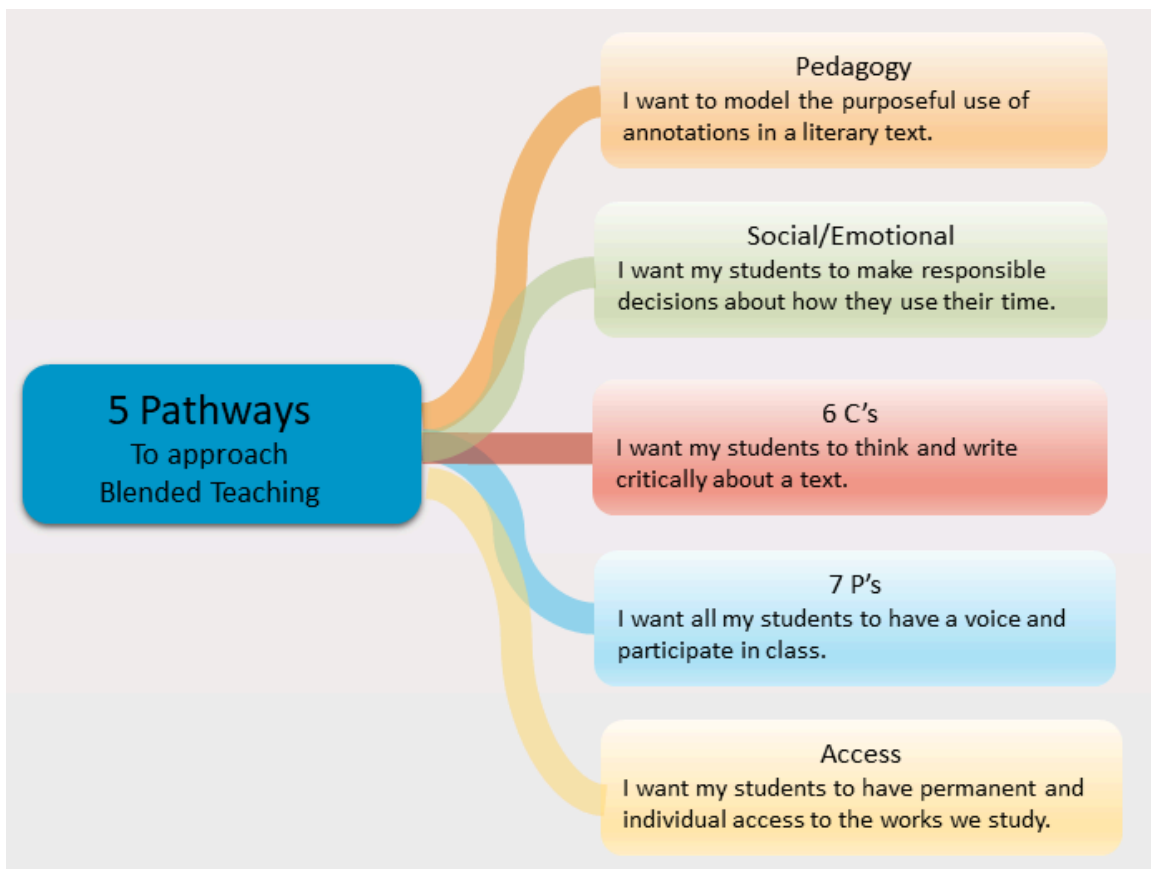 5 Pathways
To approach
Blended Teaching
Pedagogy
I want to model the purposeful use of
annotations in a literary text.
Social/Emotional
I want my students to make responsible
decisions about how they use their time.
6 C's
I want my students to think and write
critically about a text.
7 P's
I want all my students to have a voice and
participate in class.
Access
I want my students to have permanent and
individual access to the works we study.